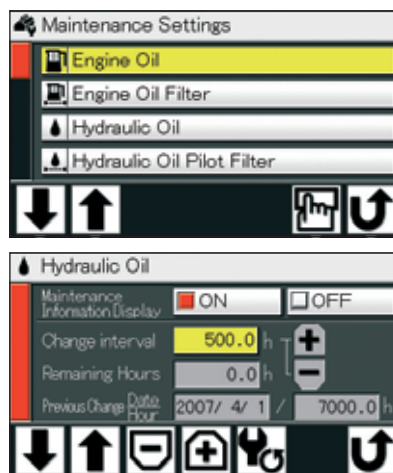 Maintenance Settings
Engine Oil
Engine Oil Filter
Hydraulic Oil
Hydraulic Oil Pilot Filter
Hydraulic Oil
Maintenance
Information Display
ON
OFF
Change interval 500.0 h
Remaining Hours 0.0 h
Previous Change Date
Hour 2007/ 4/ 1 / 7000.0 h